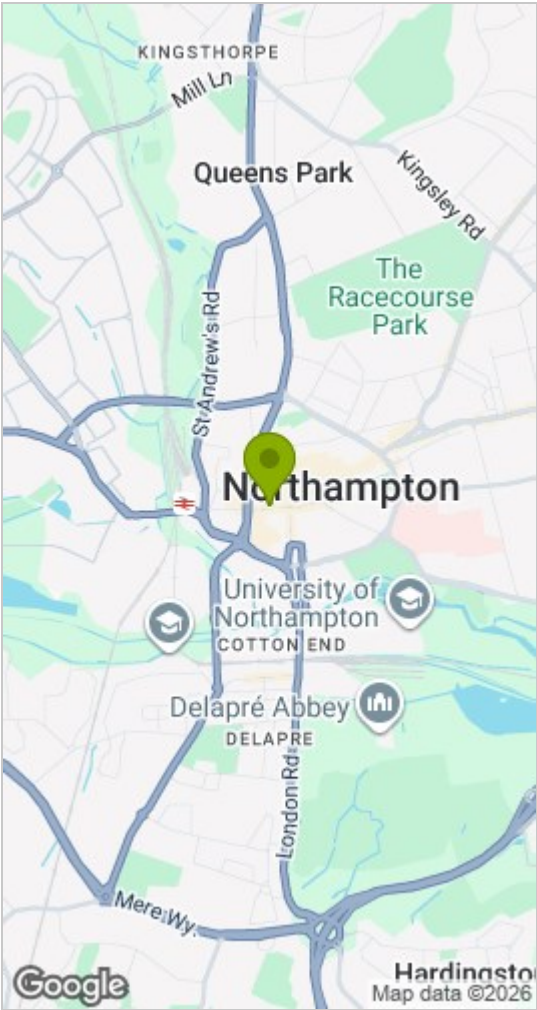 KINGSTHORPE
Mill Ln
Queens Park
Kingsley Rd
The
Racecourse
Park
St Andrew's Rd
Northampton
University of
Northampton
COTTON END
Delapré Abbey
DELAPRE
London Rd
Mere Wy.
Hardingsto
Google
Map data ©2026